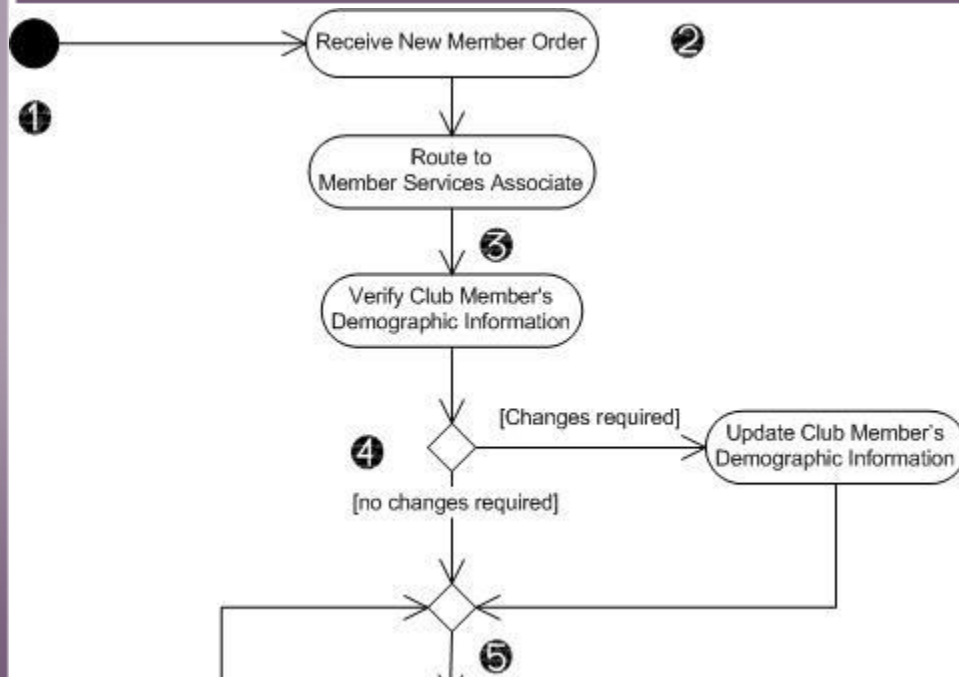 Receive New Member Order
2
1
Route to
Member Services Associate
3
Verify Club Member's
Demographic Information
[Changes required]
Update Club Member's
Demographic Information
4
[no changes required]
5